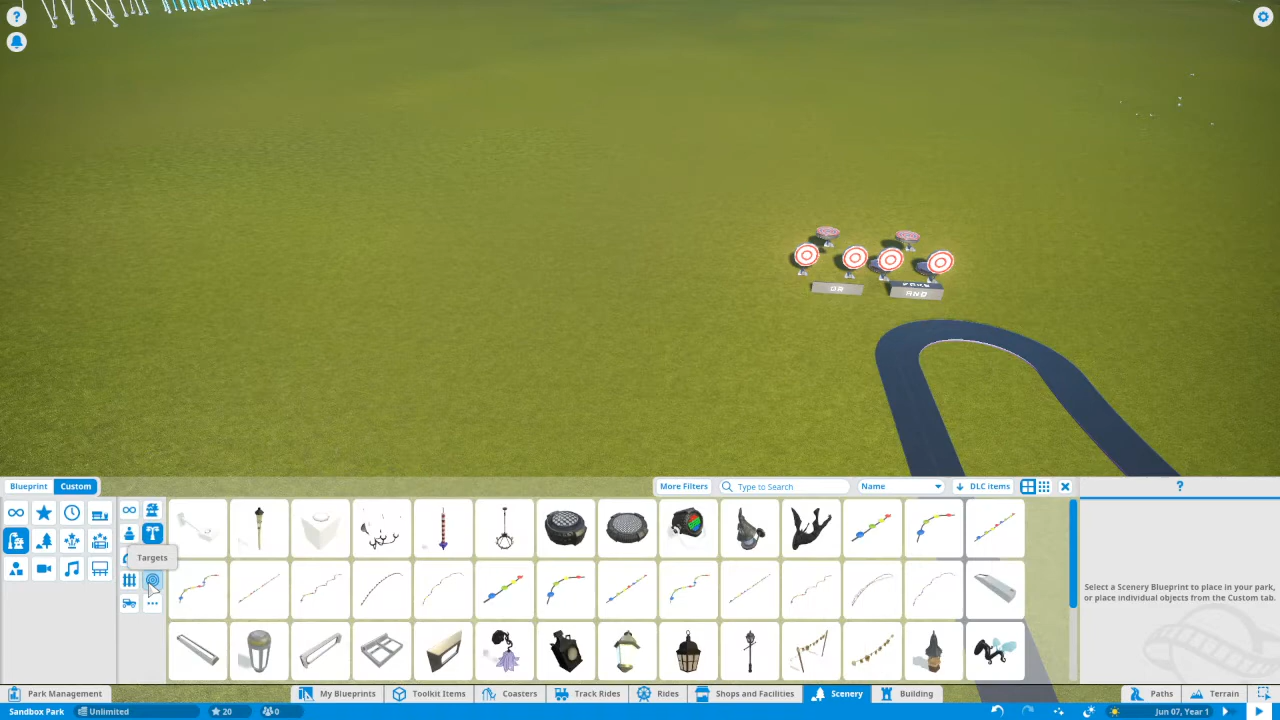 OR
AND
Blueprint
Custom
More Filters
Type to Search
Name
DLC items
Targets
Select a Scenery Blueprint to place in your park,
or place individual objects from the Custom tab.
Park Management
My Blueprints
Toolkit Items
Coasters
Track Rides
Rides
Shops and Facilities
Scenery
Building
Paths
Terrain
Sandbox Park
Unlimited
20
0
Jun 07, Year 1